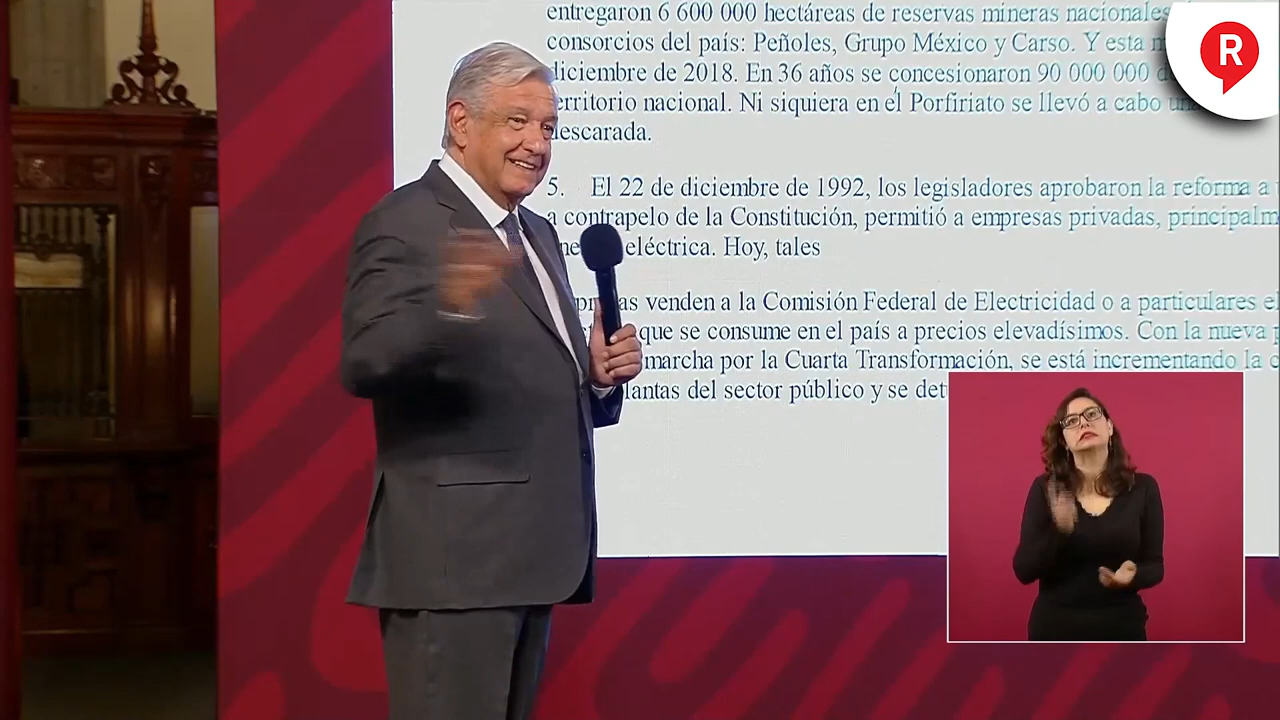 entregaron 6 600 000 hectáreas de reservas mineras nacionales
consorcios del país: Peñoles, Grupo México y Carso. Y esta
diciembre de 2018. En 36 años se concesionaron 90 000 000
territorio nacional. Ni siquiera en el Porfiriato se llevó a cabo una
descarada.
5. El 22 de diciembre de 1992, los legisladores aprobaron la reforma a
a contrapelo de la Constitución, permitió a empresas privadas, principalm
eléctrica. Hoy, tales
venden a la Comisión Federal de Electricidad o a particulares el
que se consume en el país a precios elevadísimos. Con la nueva p
marcha por la Cuarta Transformación, se está incrementando la c
lantas del sector público y se det
R